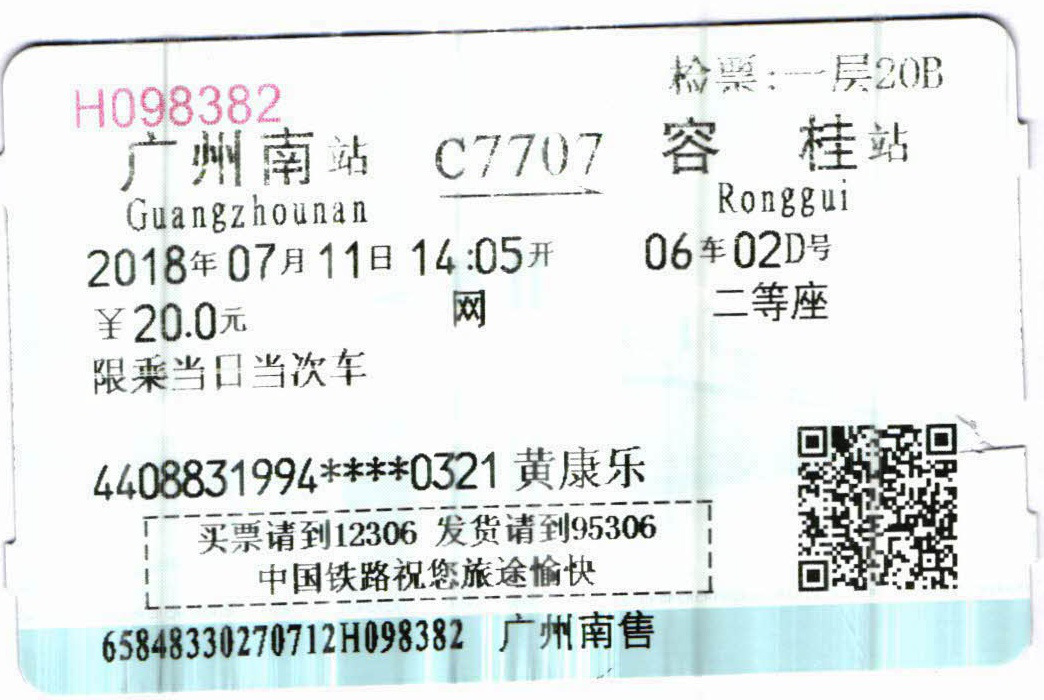 检票:一层20B
H098382
广州南站 C7707 容桂站
Guangzhounan Ronggui
2018年07月11日 14:05开 06车02D号
¥20.0元 网 二等座
限乘当日当次车
4408831994****0321 黄康乐
买票请到12306 发货请到95306
中国铁路祝您旅途愉快
65848330270712H098382 广州南售